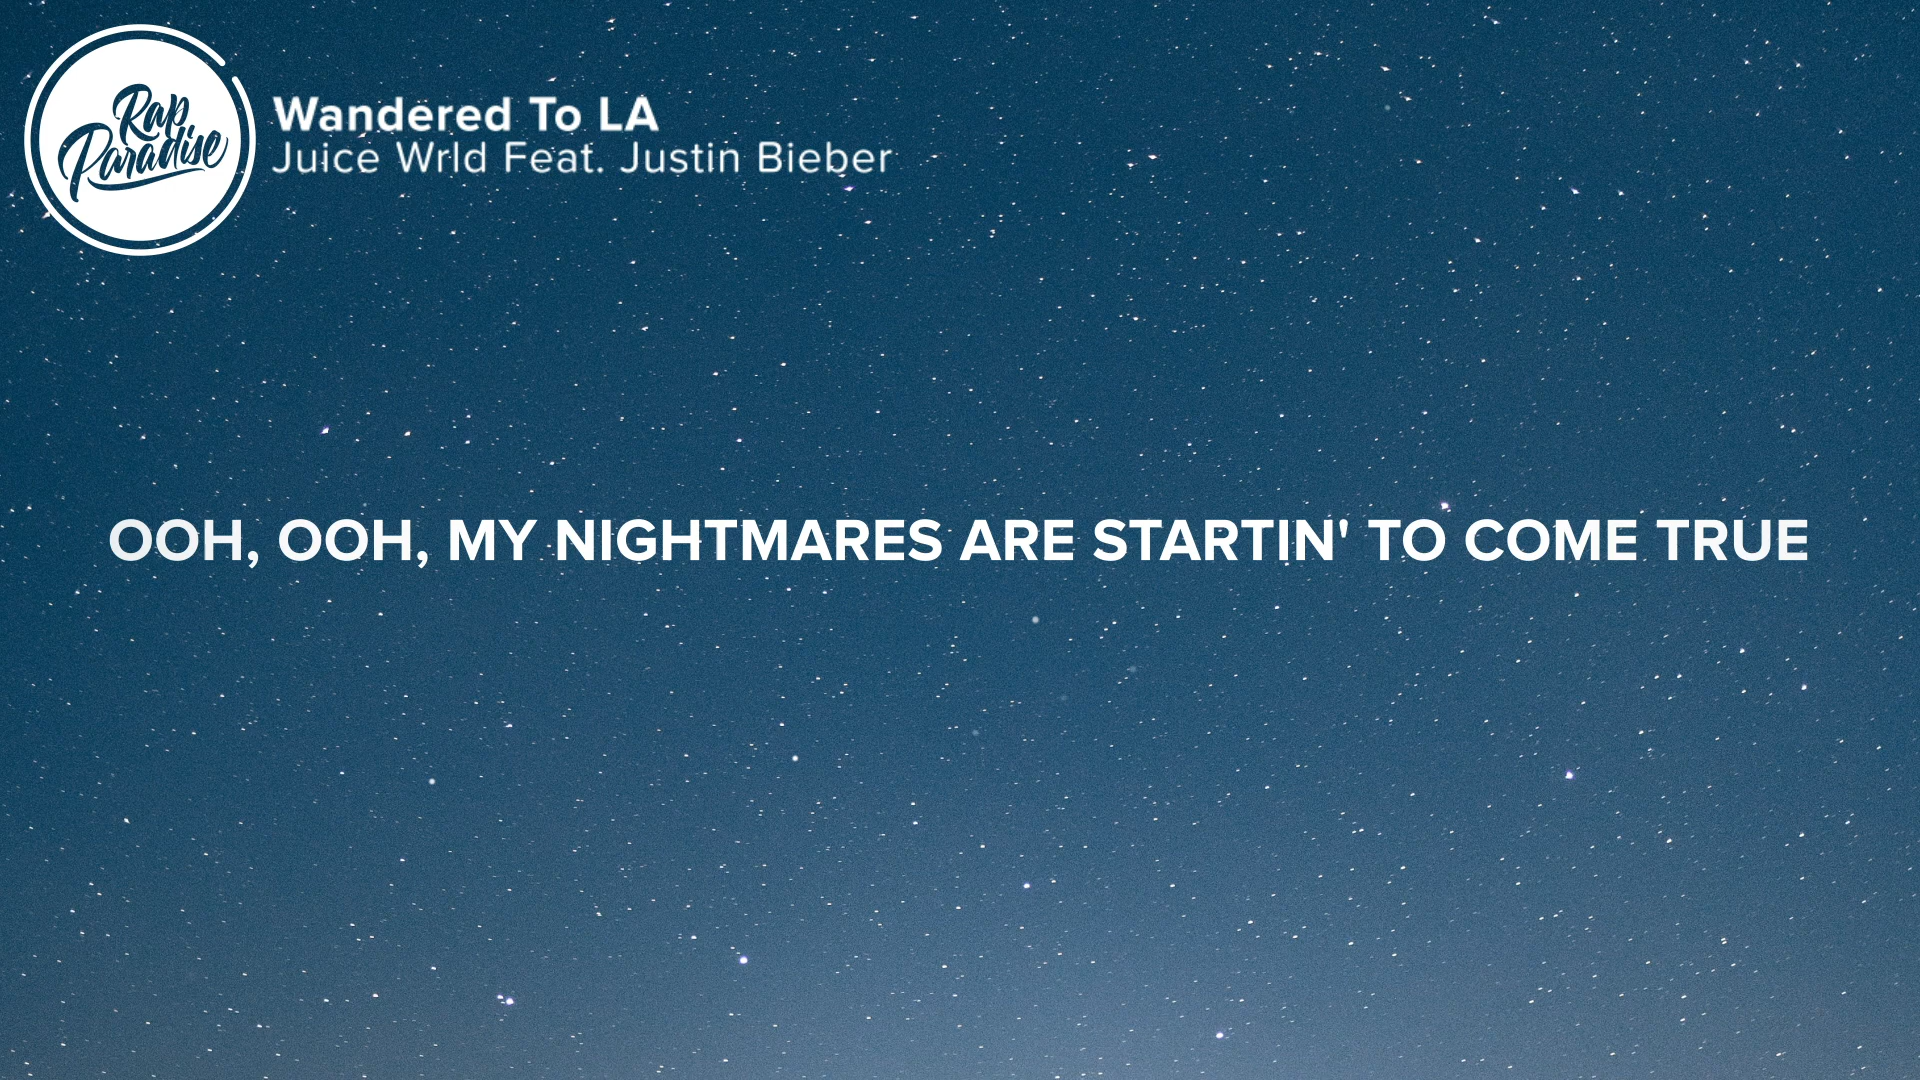 Rap
Paradise
Wandered To LA
Juice Wrld Feat. Justin Bieber
OOH, OOH, MY NIGHTMARES ARE STARTIN' TO COME TRUE